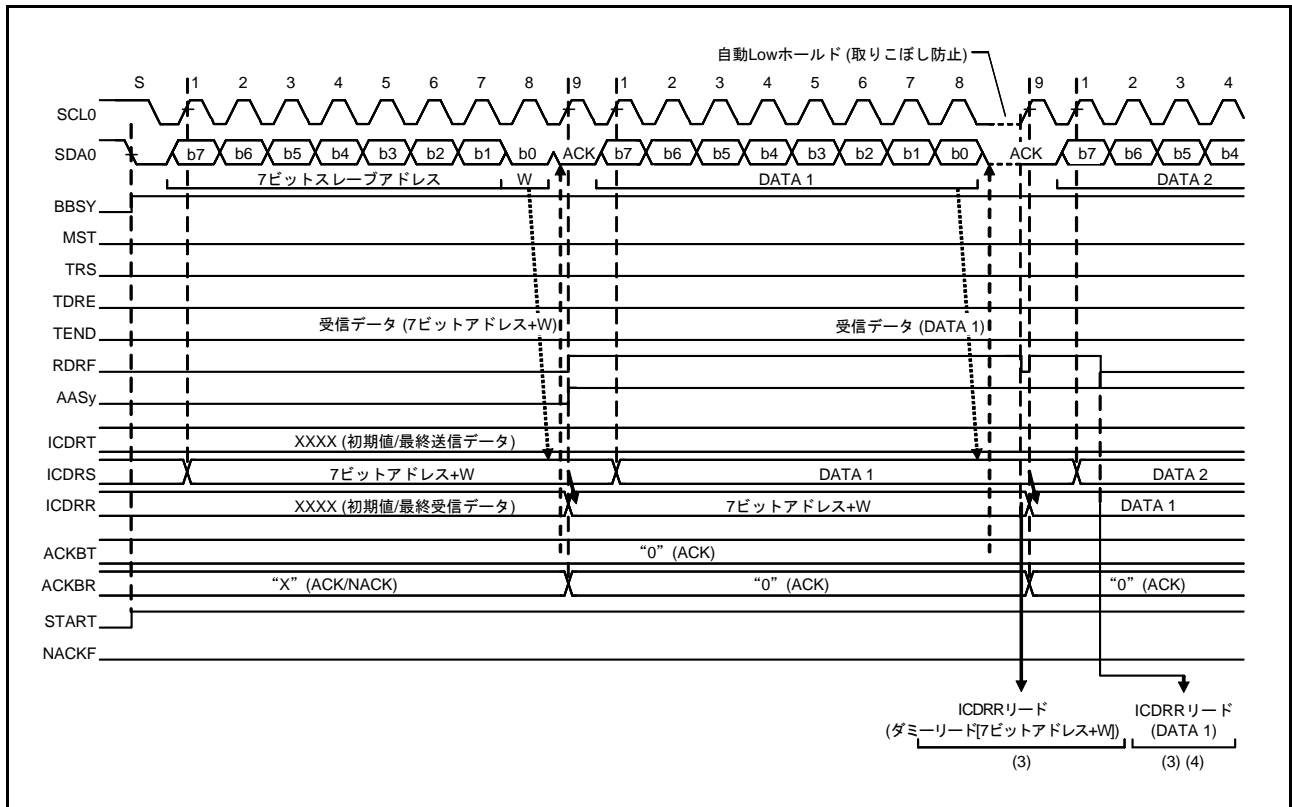 自動Lowホールド (取りこぼし防止)
S 1 2 3 4 5 6 7 8 9 1 2 3 4 5 6 7 8 9 1 2 3 4
SCL0
SDA0 b7 b6 b5 b4 b3 b2 b1 b0 ACK b7 b6 b5 b4 b3 b2 b1 b0 ACK b7 b6 b5 b4
7ビットスレーブアドレス W DATA 1 DATA 2
BBSY
MST
TRS
TDRE
TEND
受信データ (7ビットアドレス+W) 受信データ (DATA 1)
RDRF
AASy
ICDRT XXXX (初期値/最終送信データ)
ICDRS 7ビットアドレス+W DATA 1 DATA 2
ICDRR XXXX (初期値/最終受信データ) 7ビットアドレス+W DATA 1
ACKBT “0” (ACK)
ACKBR “X” (ACK/NACK) “0” (ACK) “0” (ACK)
START
NACKF
ICDRRリード ICDRRリード
(ダミーリード[7ビットアドレス+W]) (DATA 1)
(3) (3) (4)